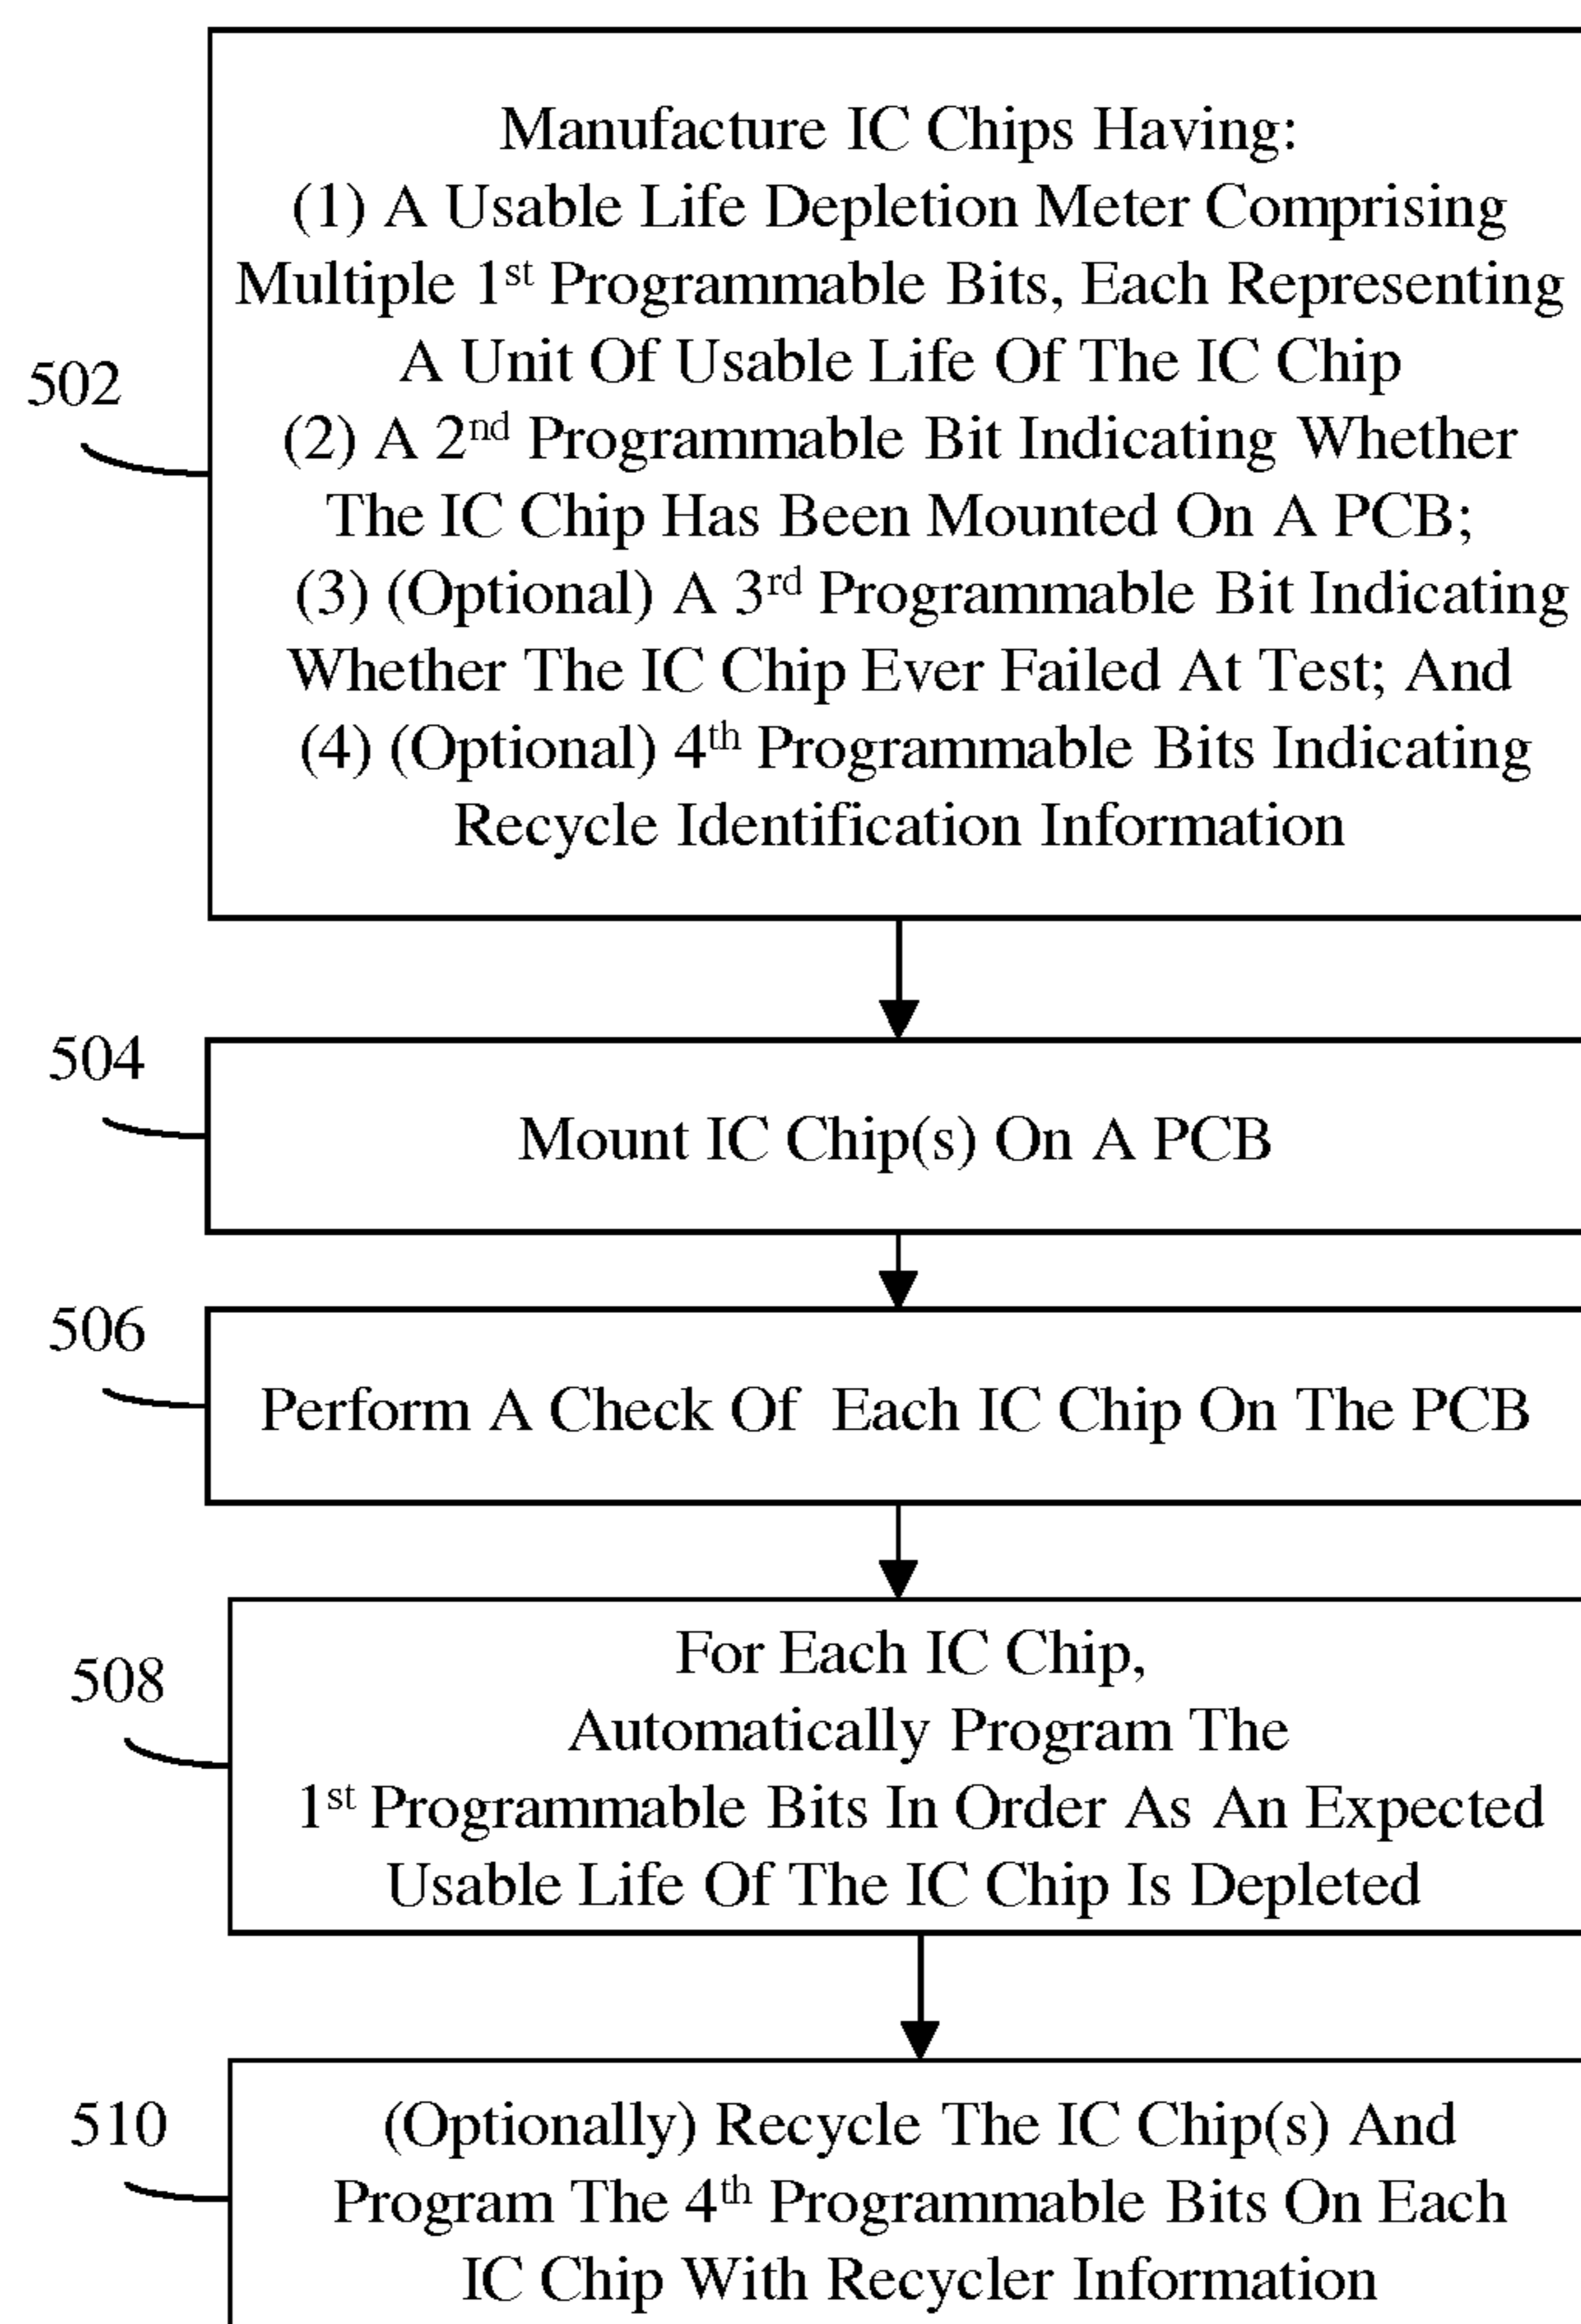 Manufacture IC Chips Having:
(1) A Usable Life Depletion Meter Comprising
Multiple 1st Programmable Bits, Each Representing
A Unit Of Usable Life Of The IC Chip
502
(2) A 2nd Programmable Bit Indicating Whether
The IC Chip Has Been Mounted On A PCB;
(3) (Optional) A 3rd Programmable Bit Indicating
Whether The IC Chip Ever Failed At Test; And
(4) (Optional) 4th Programmable Bits Indicating
Recycle Identification Information
504
Mount IC Chip(s) On A PCB
506
Perform A Check Of Each IC Chip On The PCB
508
For Each IC Chip,
Automatically Program The
1st Programmable Bits In Order As An Expected
Usable Life Of The IC Chip Is Depleted
510
(Optionally) Recycle The IC Chip(s) And
Program The 4th Programmable Bits On Each
IC Chip With Recycler Information